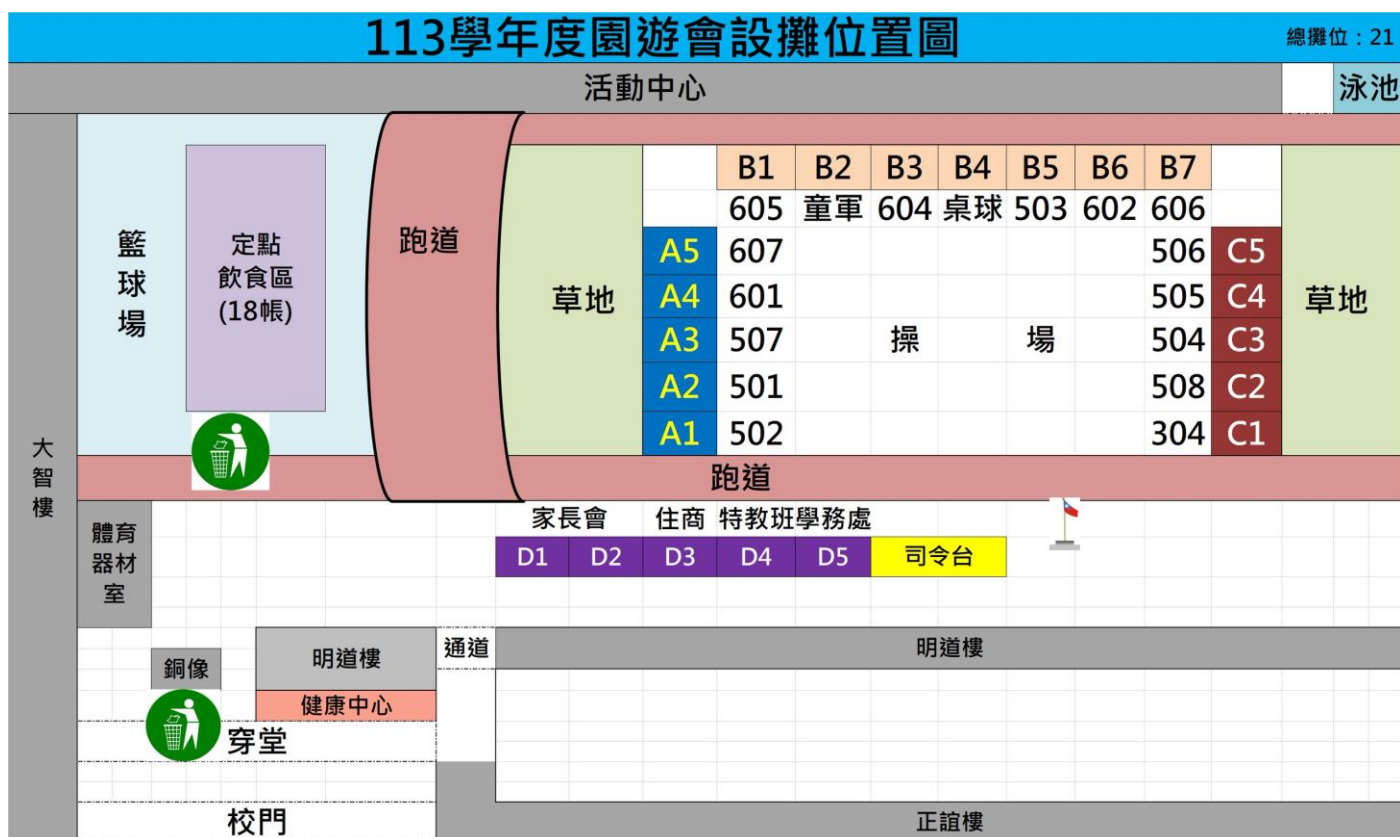 113學年度園遊會設攤位置圖
總攤位：21
活動中心
泳池
籃球場
定點
飲食區
(18帳)
跑道
草地
B1 B2 B3 B4 B5 B6 B7
605 童軍 604 桌球 503 602 606
A5 607 506 C5
A4 601 505 C4
草地
A3 507 操 場 504 C3
A2 501 508 C2
A1 502 304 C1
大智樓
跑道
體育
器材
室
家長會 住商 特教班 學務處
D1 D2 D3 D4 D5 司令台
銅像
明道樓
通道
明道樓
健康中心
穿堂
校門
正誼樓